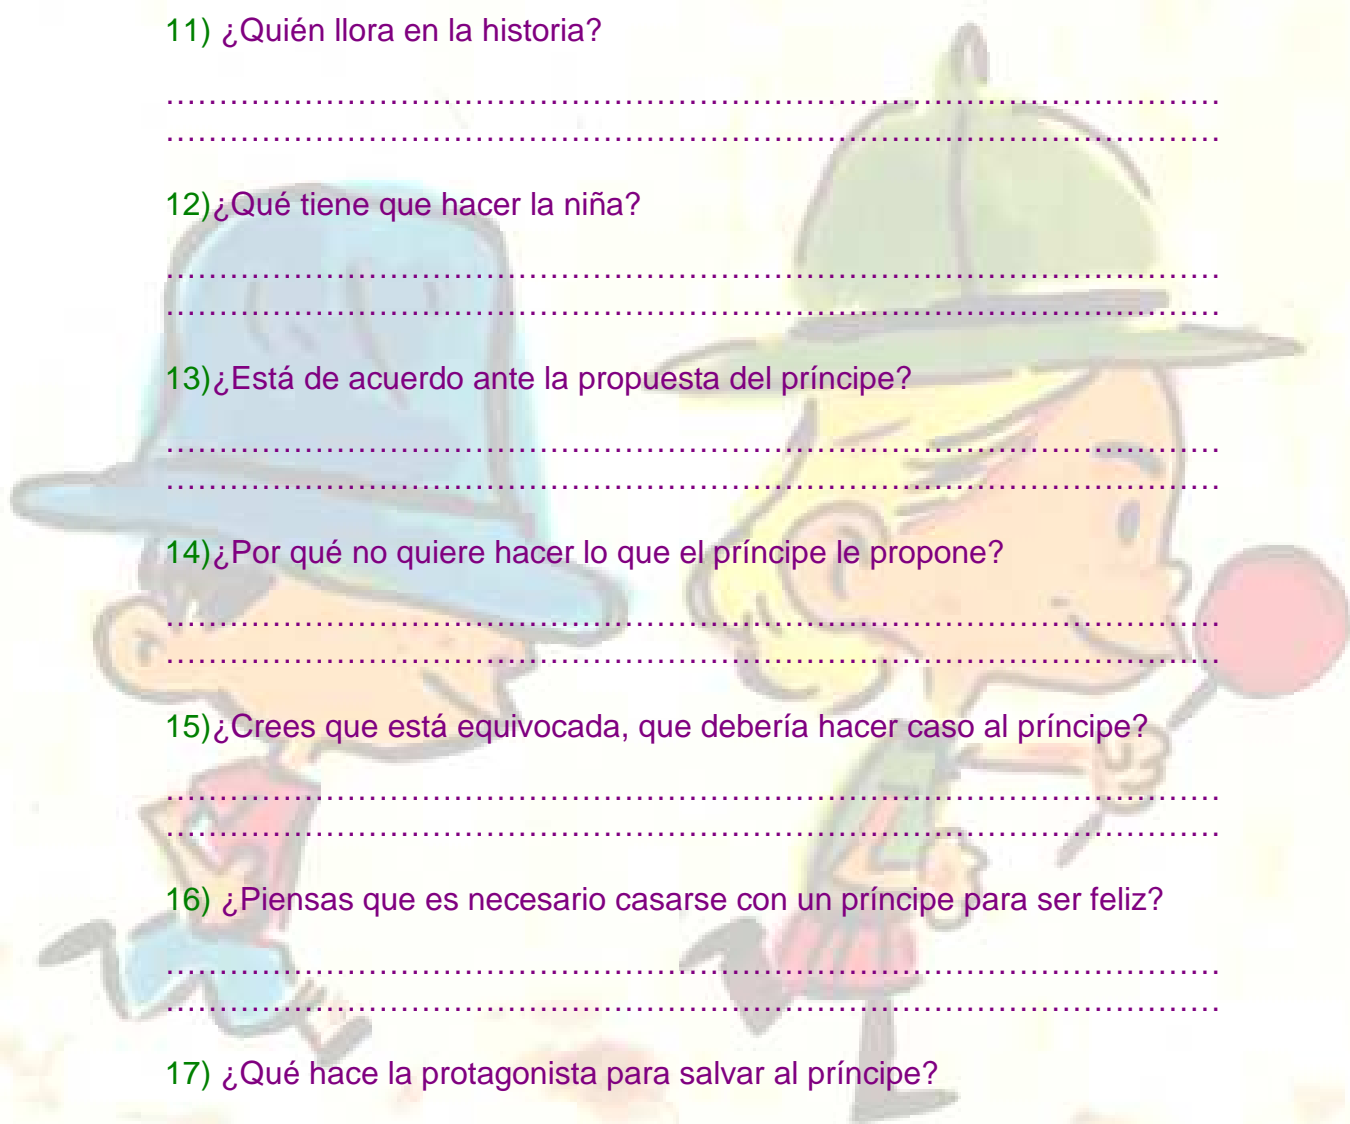 11) ¿Quién llora en la historia?
……………………………………………………………………………………
……………………………………………………………………………………
12)¿Qué tiene que hacer la niña?
……………………………………………………………………………………
……………………………………………………………………………………
13)¿Está de acuerdo ante la propuesta del príncipe?
……………………………………………………………………………………
……………………………………………………………………………………
14)¿Por qué no quiere hacer lo que el príncipe le propone?
……………………………………………………………………………………
……………………………………………………………………………………
15)¿Crees que está equivocada, que debería hacer caso al príncipe?
……………………………………………………………………………………
……………………………………………………………………………………
16) ¿Piensas que es necesario casarse con un príncipe para ser feliz?
……………………………………………………………………………………
……………………………………………………………………………………
17) ¿Qué hace la protagonista para salvar al príncipe?